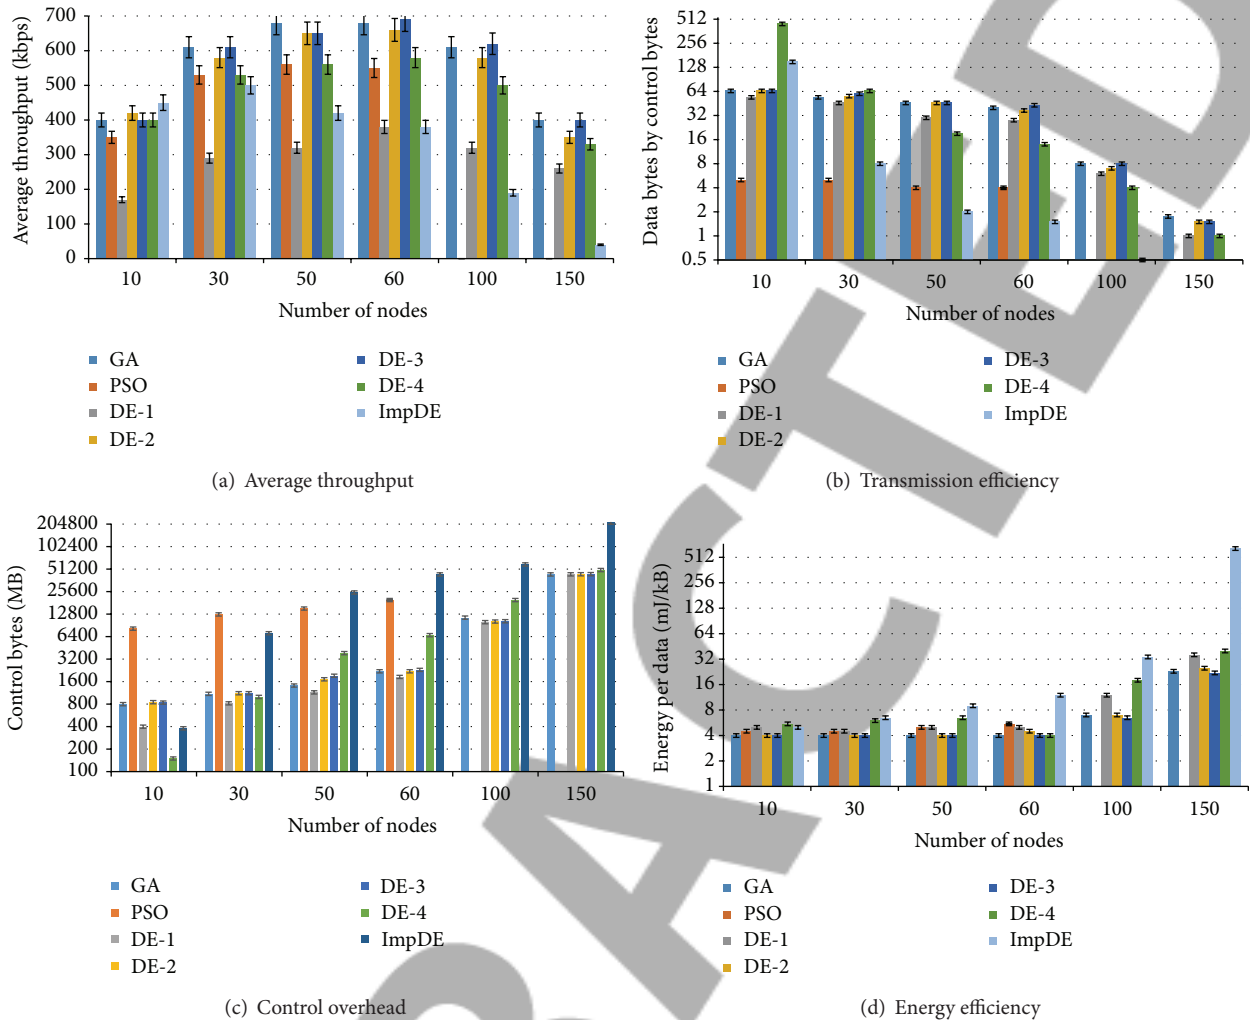 Average throughput (kbps)
700
600
500
400
300
200
100
0
10 30 50 60 100 150
Number of nodes
GA
PSO
DE-1
DE-2
DE-3
DE-4
ImpDE
(a) Average throughput
Data bytes by control bytes
512
256
128
64
32
16
8
4
2
1
0.5
10 30 50 60 100 150
Number of nodes
GA
PSO
DE-1
DE-2
DE-3
DE-4
ImpDE
(b) Transmission efficiency
Control bytes (MB)
204800
102400
51200
25600
12800
6400
3200
1600
800
400
200
100
10 30 50 60 100 150
Number of nodes
GA
PSO
DE-1
DE-2
DE-3
DE-4
ImpDE
(c) Control overhead
Energy per data (mJ/kB)
512
256
128
64
32
16
8
4
2
1
10 30 50 60 100 150
Number of nodes
GA
PSO
DE-1
DE-2
DE-3
DE-4
ImpDE
(d) Energy efficiency